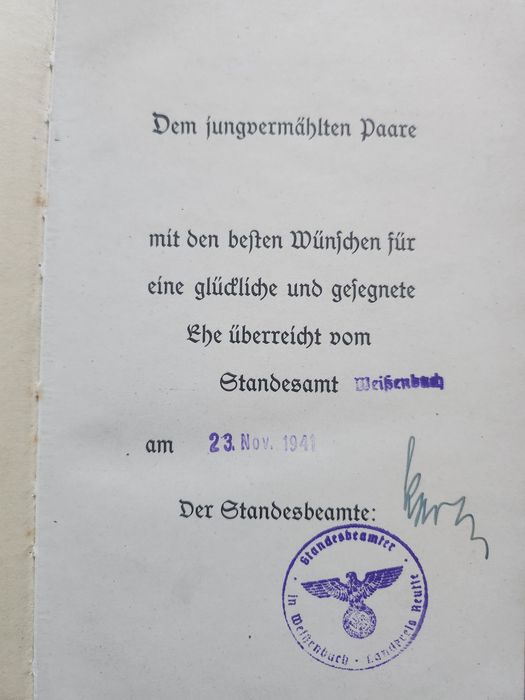 Dem jungvermählten Paare
mit den besten Wünschen für
eine glückliche und gesegnete
Ehe überreicht vom
Standesamt Weißenbach
am 23. Nov. 1941
Der Standesbeamte:
Standesbeamter
in Weißenbach · Landkreis Reutte